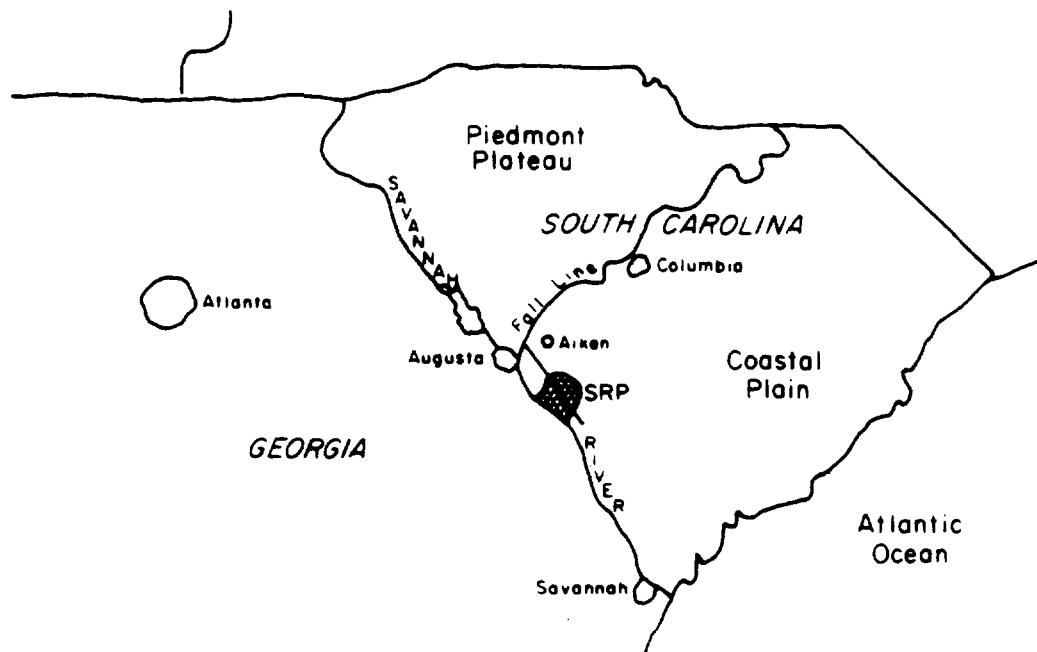 Piedmont
Plateau
SAVANNAH
SOUTH CAROLINA
Columbia
Fall Line
Atlanta
Aiken
Augusta
Coastal
Plain
SRP
GEORGIA
RIVER
Atlantic
Ocean
Savannah